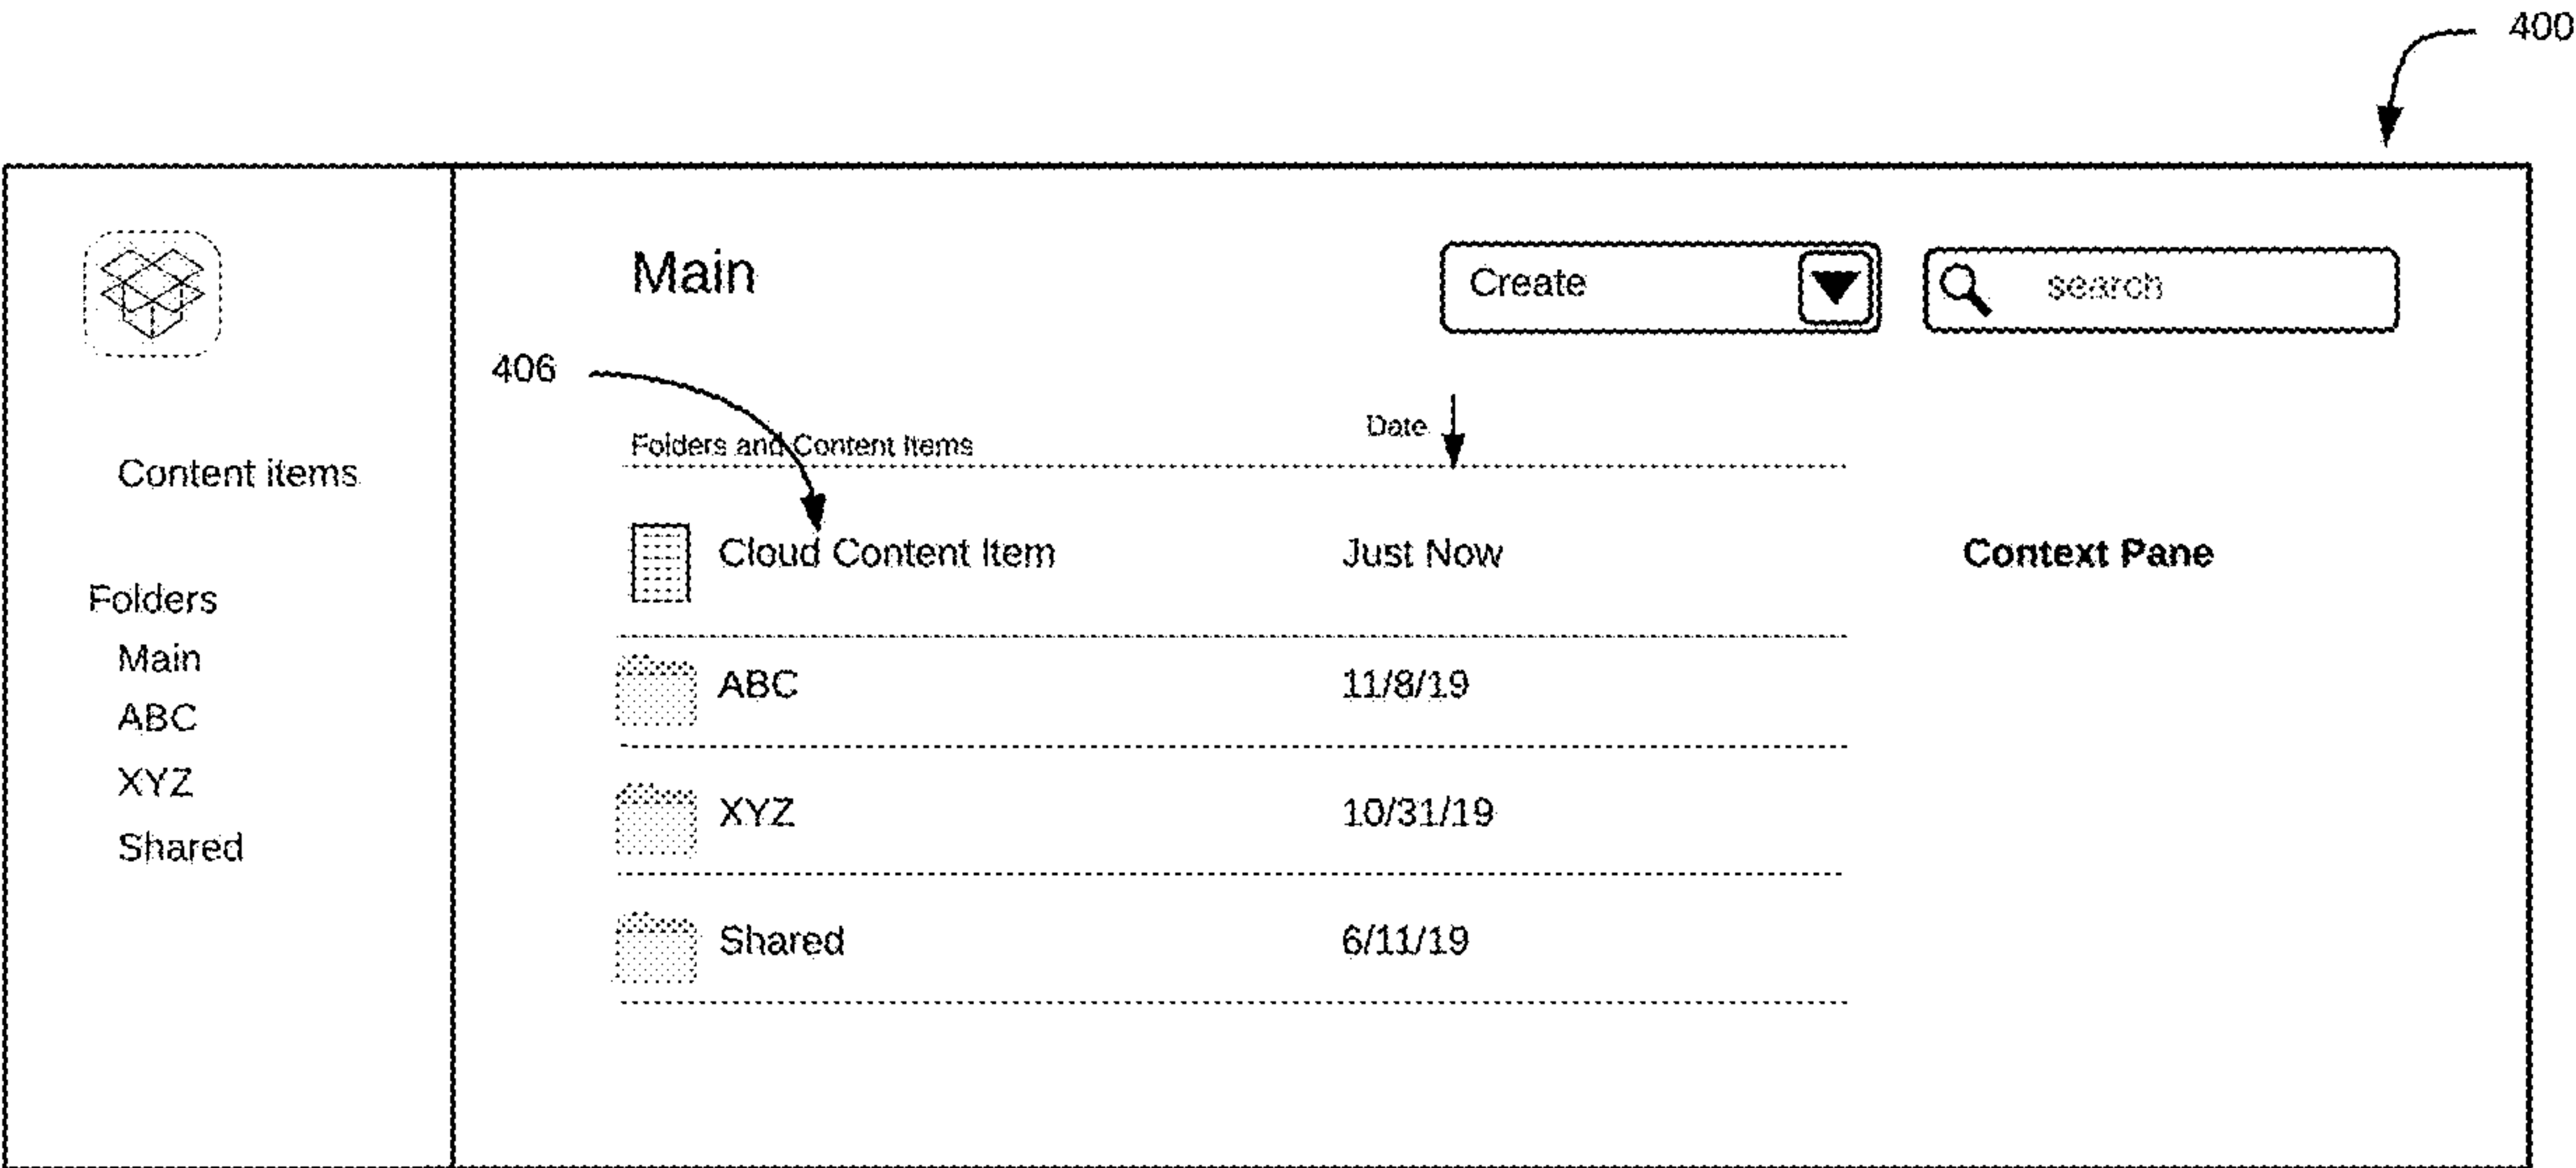 400
Main
Create
search
406
Date
Folders and Content Items
Content items
Cloud Content Item Just Now Context Pane
Folders
Main
ABC
XYZ
Shared
ABC 11/8/19
XYZ 10/31/19
Shared 6/11/19